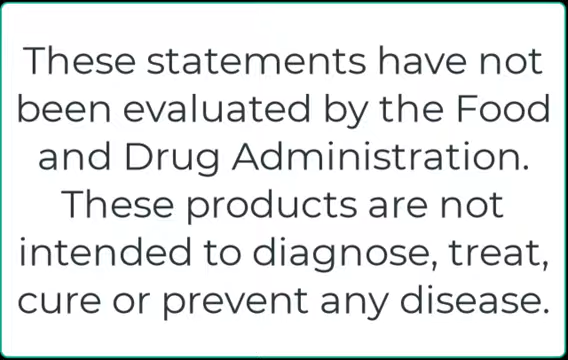 These statements have not
been evaluated by the Food
and Drug Administration.
These products are not
intended to diagnose, treat,
cure or prevent any disease.